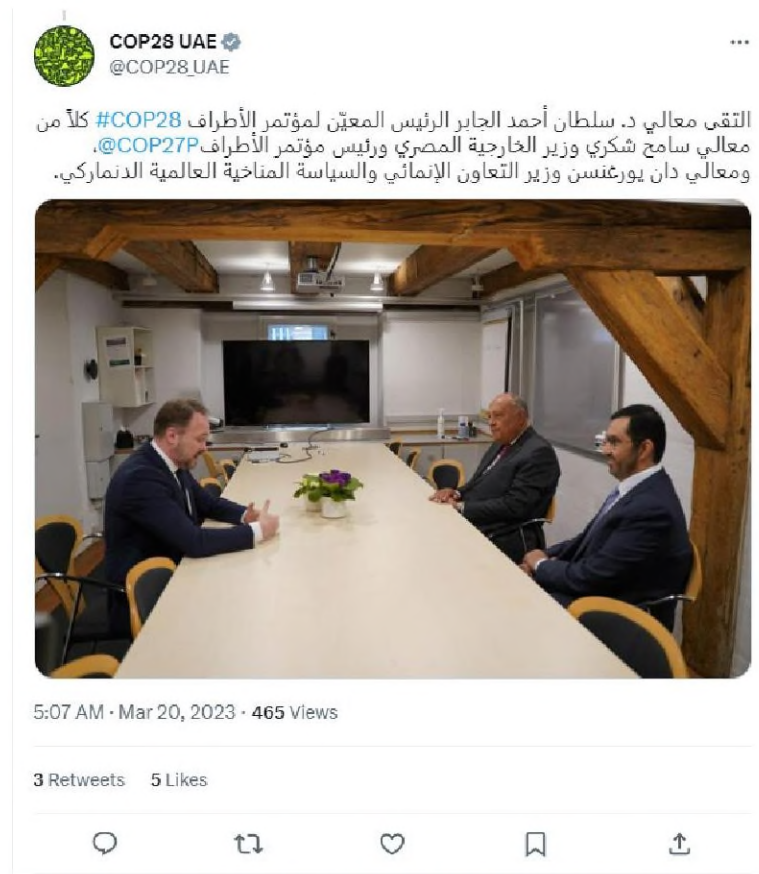 COP28 UAE
@COP28_UAE
التقى معالي د. سلطان أحمد الجابر الرئيس المعيّن لمؤتمر الأطراف #COP28 كلاً من
معالي سامح شكري وزير الخارجية المصري ورئيس مؤتمر الأطراف@COP27P،
ومعالي دان يورغنسن وزير التعاون الإنمائي والسياسة المناخية العالمية الدنماركي.
5:07 AM · Mar 20, 2023 · 465 Views
3 Retweets 5 Likes